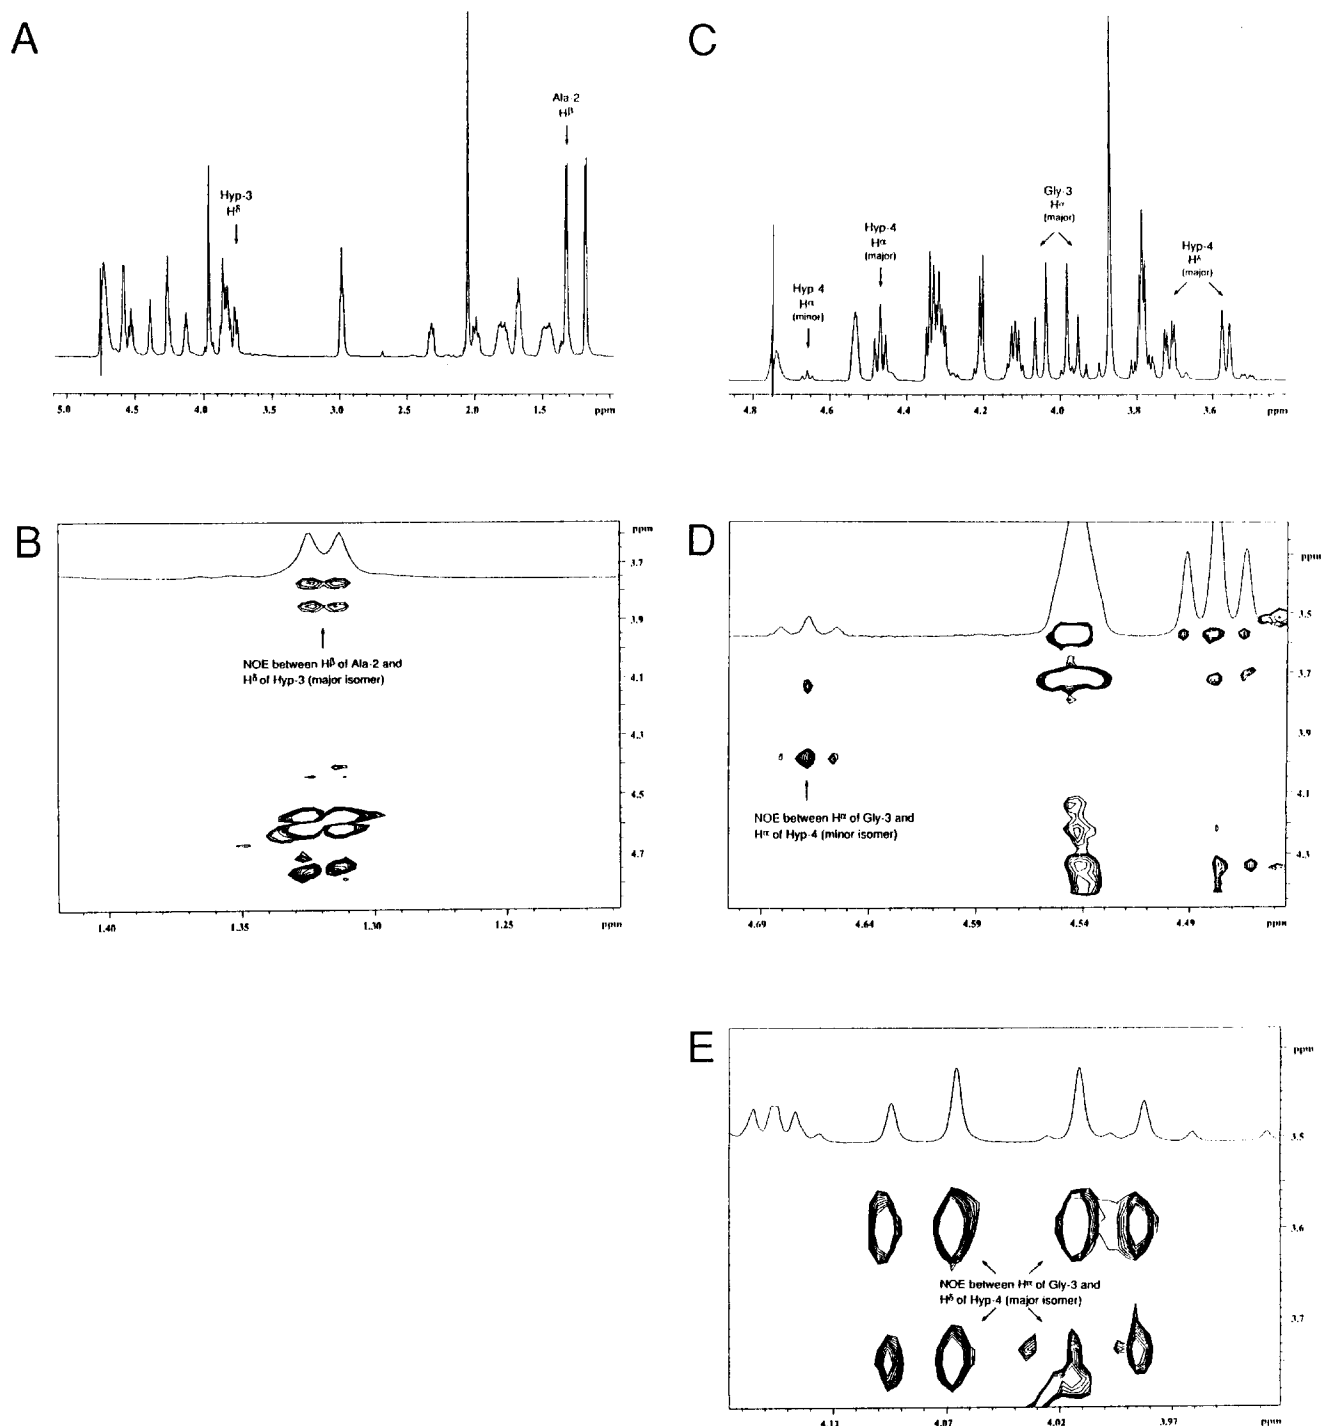 A
Ala-2
Hβ
Hyp-3
Hδ
5.0 4.5 4.0 3.5 3.0 2.5 2.0 1.5 ppm
C
Gly-3
Hα
(major)
Hyp-4
Hα
(major)
Hyp-4
Hδ
(major)
Hyp-4
Hα
(minor)
4.8 4.6 4.4 4.2 4.0 3.8 3.6 ppm
B
ppm
3.7
3.9
4.1
4.3
4.5
4.7
NOE between Hβ of Ala-2 and
Hδ of Hyp-3 (major isomer)
1.40 1.35 1.30 1.25 ppm
D
ppm
3.5
3.7
3.9
4.1
4.3
NOE between Hα of Gly-3 and
Hα of Hyp-4 (minor isomer)
4.69 4.64 4.59 4.54 4.49 ppm
E
ppm
3.5
3.6
3.7
NOE between Hα of Gly-3 and
Hδ of Hyp-4 (major isomer)
4.02 3.97 ppm